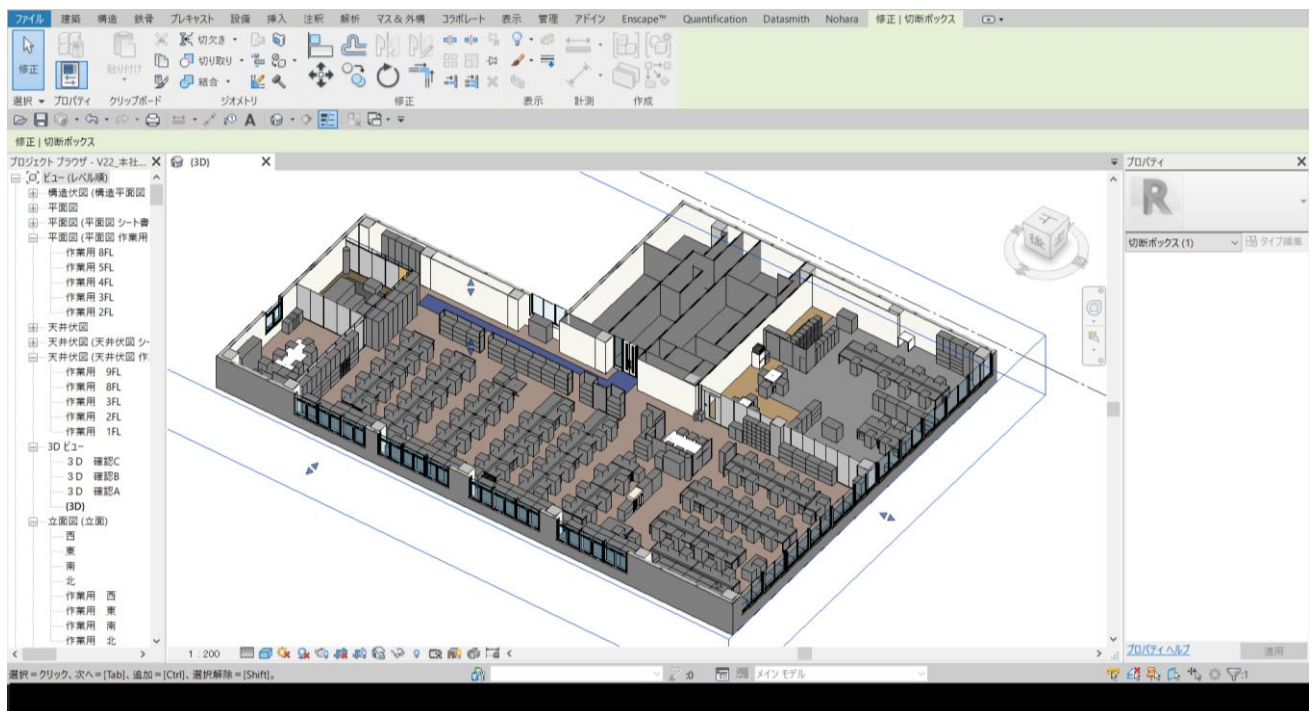 ファイル 建築 構造 鉄骨 プレキャスト 設備 挿入 注釈 解析 マス & 外構 コラボレート 表示 管理 アドイン Enscape™ Quantification Datasmith Nohara 修正 | 切断ボックス
修正
貼り付け
切欠き
切り取り
結合
選択 プロパティ クリップボード ジオメトリ 修正 表示 計測 作成
修正 | 切断ボックス
プロジェクト ブラウザ - V22_本社...
{3D}
プロパティ
ビュー (レベル順)
構造伏図 (構造平面図
平面図
平面図 (平面図 シート書
平面図 (平面図 作業用
作業用 8FL
作業用 5FL
作業用 4FL
作業用 3FL
作業用 2FL
天井伏図
天井伏図 (天井伏図 シ-
天井伏図 (天井伏図 作
作業用 9FL
作業用 8FL
作業用 3FL
作業用 2FL
作業用 1FL
3D ビュー
3D 確認C
3D 確認B
3D 確認A
{3D}
立面図 (立面)
西
東
南
北
作業用 西
作業用 東
作業用 南
作業用 北
R
切断ボックス (1)
タイプ編集
1 : 200
プロパティ ヘルプ
適用
選択 = クリック、次へ = [Tab]、追加 = [Ctrl]、選択解除 = [Shift]。
:0
メイン モデル
:1